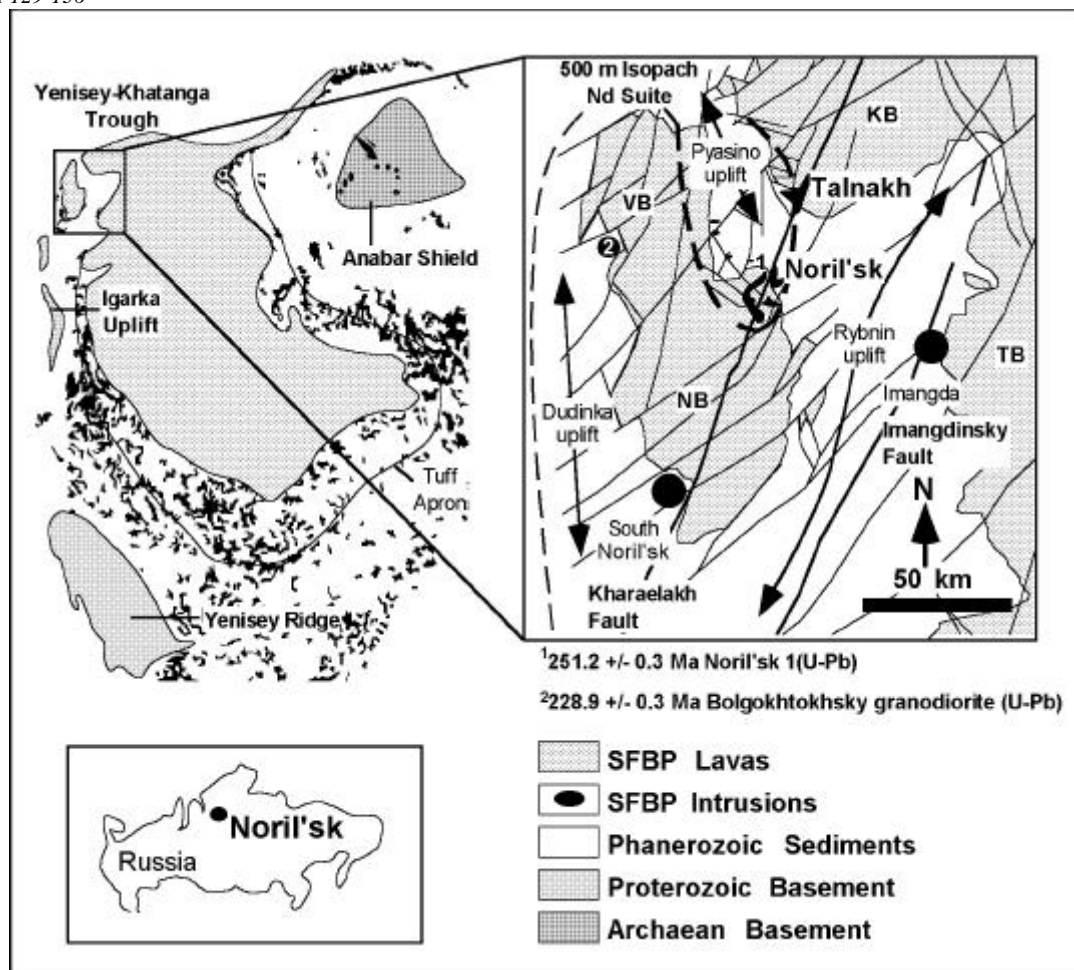 Yenisey-Khatanga
Trough
Igarka
Uplift
Anabar Shield
Tuff
Apron
Yenisey Ridge
500 m Isopach
Nd Suite
KB
Pyasino
uplift
Talnakh
VB
2
1
Noril'sk
Rybnin
uplift
TB
Dudinka
uplift
NB
Imangda
Imangdinsky
Fault
South
Noril'sk
Kharaelakh
Fault
N
50 km
¹251.2 +/- 0.3 Ma Noril'sk 1(U-Pb)
²228.9 +/- 0.3 Ma Bolgokhtokhsky granodiorite (U-Pb)
Noril'sk
Russia
SFBP Lavas
SFBP Intrusions
Phanerozoic Sediments
Proterozoic Basement
Archaean Basement